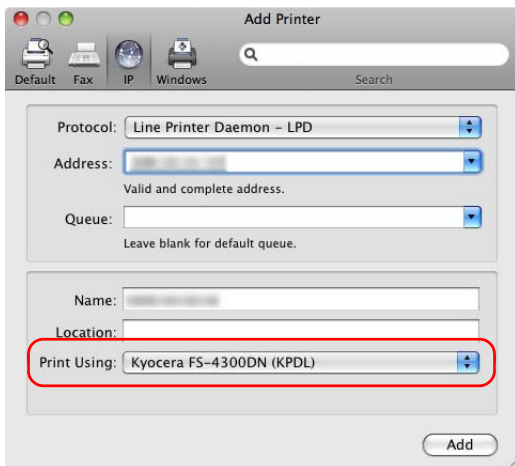 Add Printer
Default Fax IP Windows Search
Protocol: Line Printer Daemon – LPD
Address:
Valid and complete address.
Queue:
Leave blank for default queue.
Name:
Location:
Print Using: Kyocera FS-4300DN (KPDL)
Add